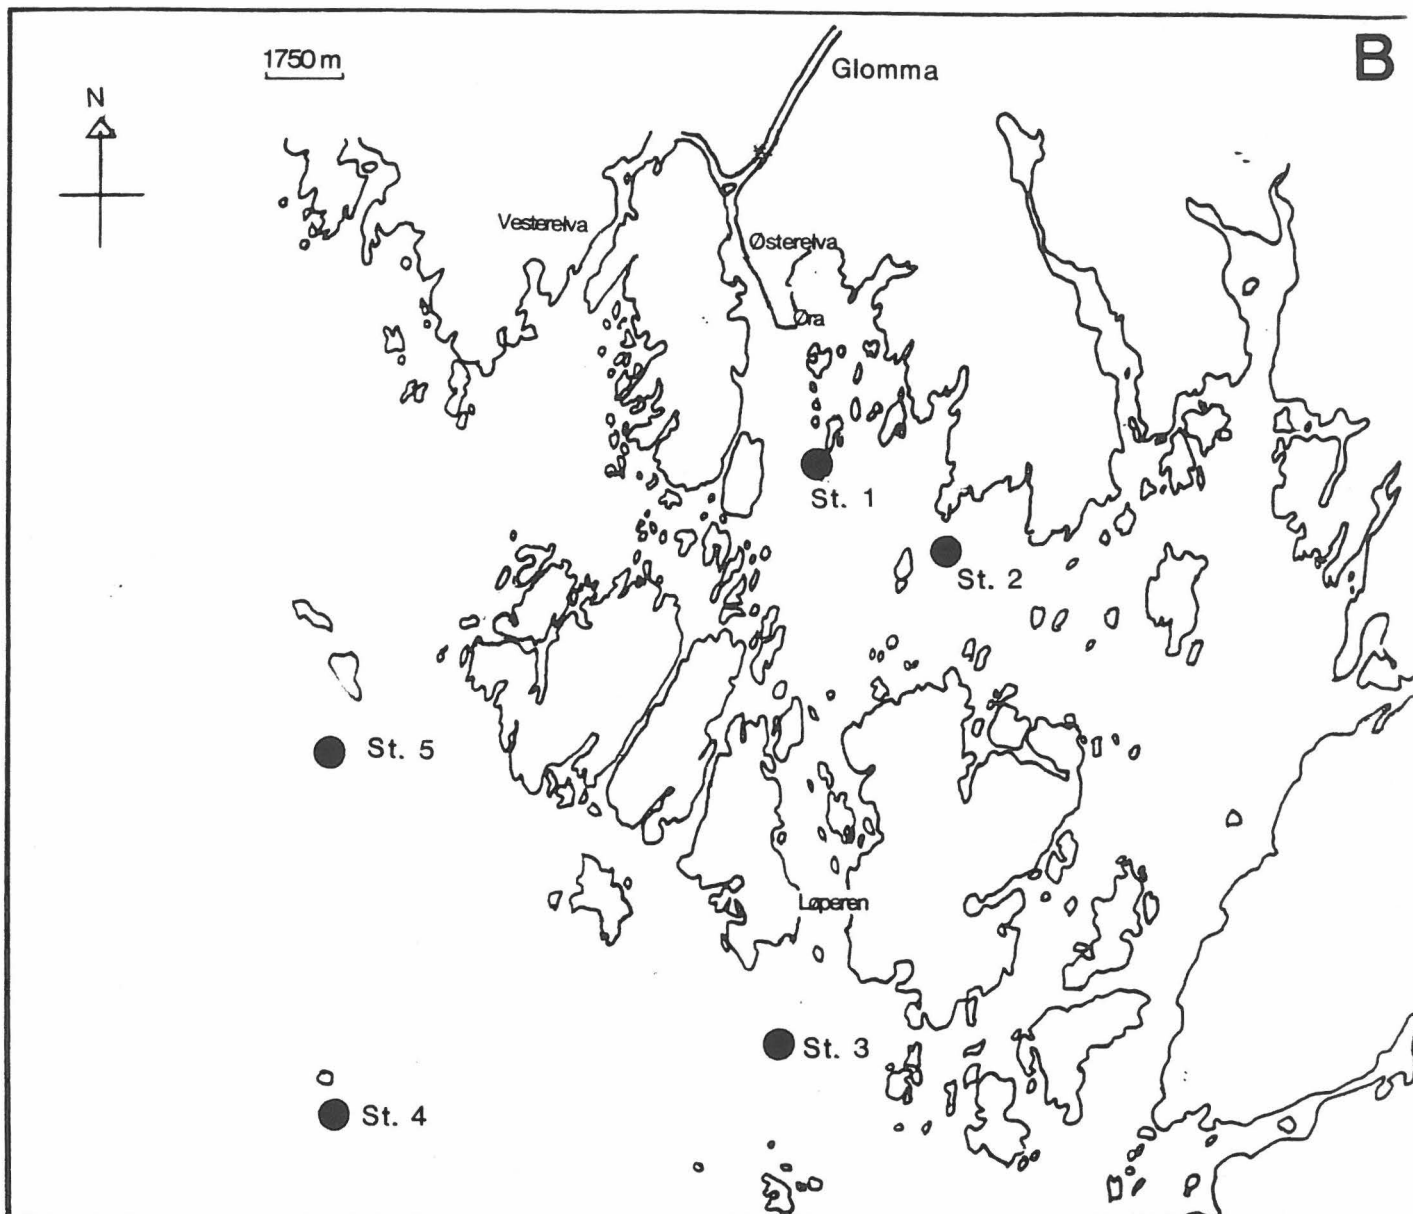 B
1750 m
Glomma
N
Vesterelva
Østerelva
Øra
St. 1
St. 2
St. 5
Løperen
St. 3
St. 4